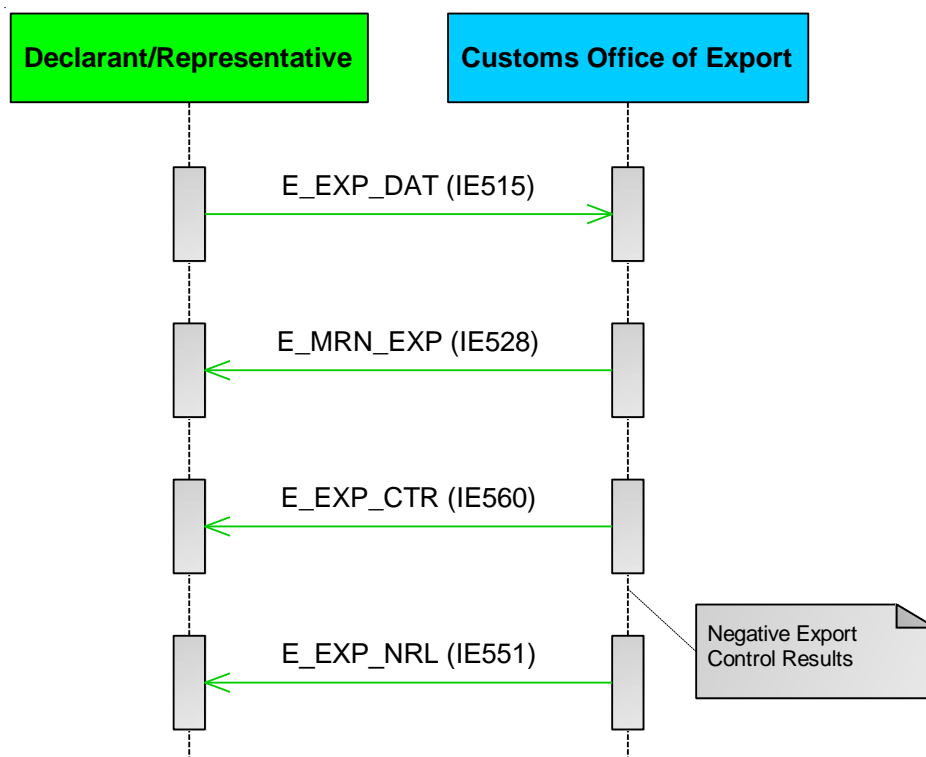 Declarant/Representative
Customs Office of Export
E_EXP_DAT (IE515)
E_MRN_EXP (IE528)
E_EXP_CTR (IE560)
Negative Export
Control Results
E_EXP_NRL (IE551)